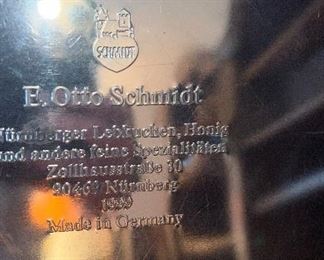 SCHMIDT
E. Otto Schmidt
Nürnberger Lebkuchen, Honig
und andere feine Spezialitäten
Zollhausstraße 30
90469 Nürnberg
1999
Made in Germany